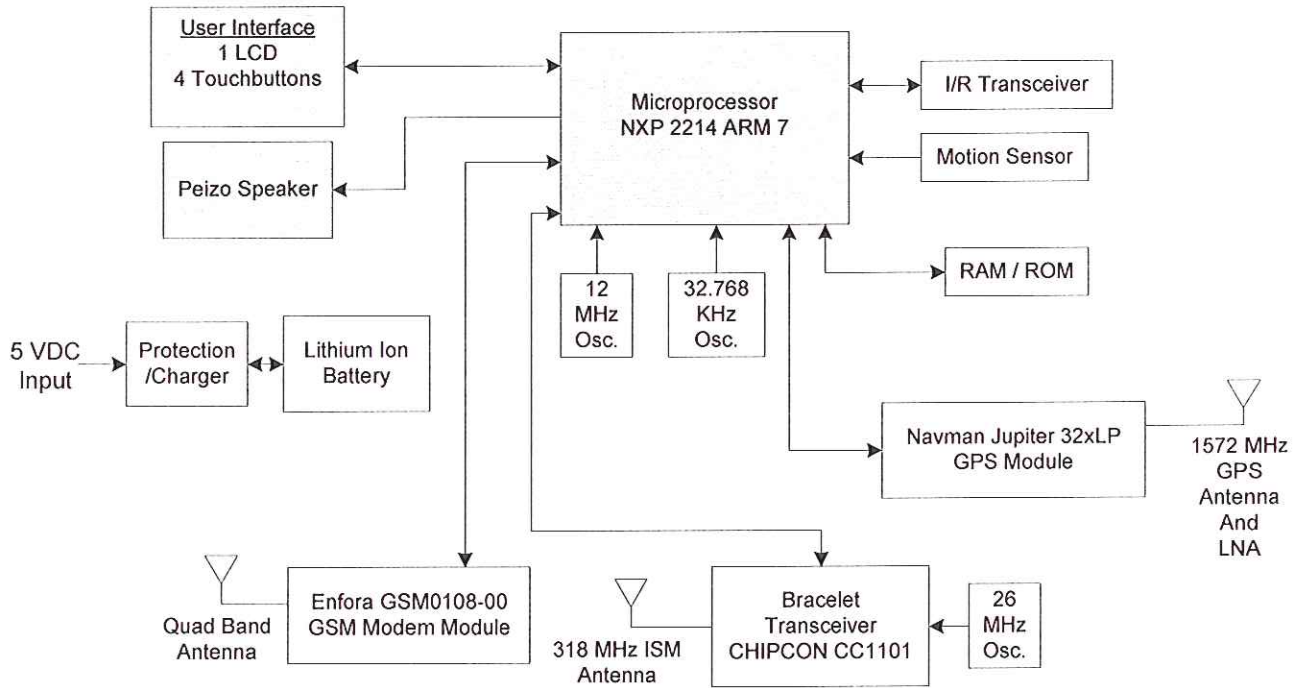 User Interface
1 LCD
4 Touchbuttons
Microprocessor
NXP 2214 ARM 7
I/R Transceiver
Motion Sensor
Peizo Speaker
RAM / ROM
12
MHz
Osc.
32.768
KHz
Osc.
5 VDC
Input
Protection
/Charger
Lithium Ion
Battery
Navman Jupiter 32xLP
GPS Module
1572 MHz
GPS
Antenna
And
LNA
Quad Band
Antenna
Enfora GSM0108-00
GSM Modem Module
318 MHz ISM
Antenna
Bracelet
Transceiver
CHIPCON CC1101
26
MHz
Osc.